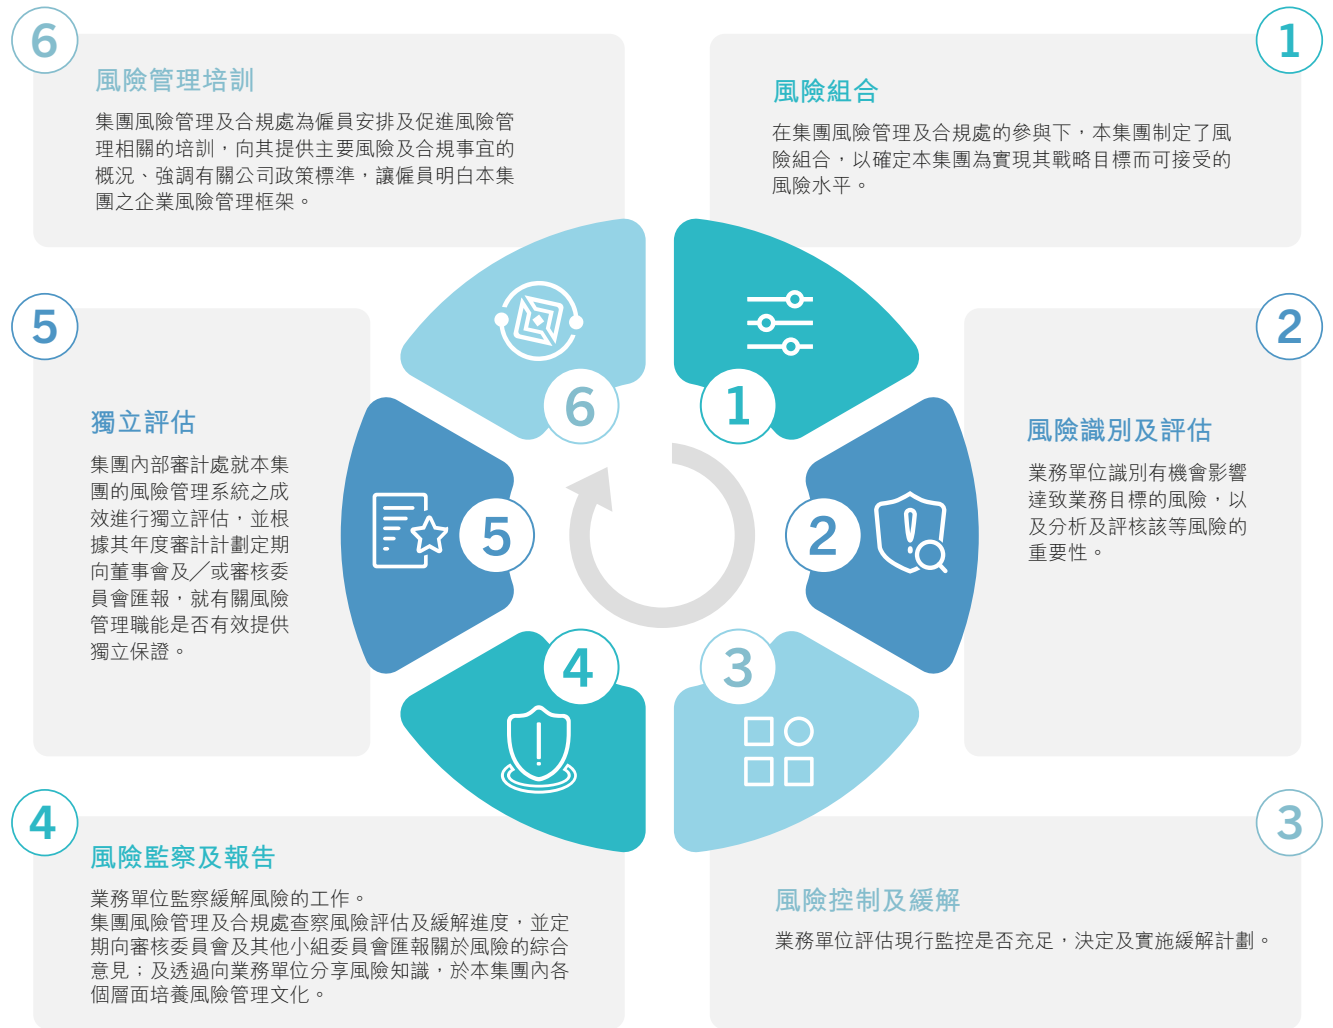 6
風險管理培訓
集團風險管理及合規處為僱員安排及促進風險管
理相關的培訓，向其提供主要風險及合規事宜的
概況、強調有關公司政策標準，讓僱員明白本集
團之企業風險管理框架。
1
風險組合
在集團風險管理及合規處的參與下，本集團制定了風
險組合，以確定本集團為實現其戰略目標而可接受的
風險水平。
5
獨立評估
集團內部審計處就本集
團的風險管理系統之成
效進行獨立評估，並根
據其年度審計計劃定期
向董事會及／或審核委
員會匯報，就有關風險
管理職能是否有效提供
獨立保證。
2
風險識別及評估
業務單位識別有機會影響
達致業務目標的風險，以
及分析及評核該等風險的
重要性。
6
1
5
2
4
3
4
風險監察及報告
業務單位監察緩解風險的工作。
集團風險管理及合規處查察風險評估及緩解進度，並定
期向審核委員會及其他小組委員會匯報關於風險的綜合
意見；及透過向業務單位分享風險知識，於本集團內各
個層面培養風險管理文化。
3
風險控制及緩解
業務單位評估現行監控是否充足，決定及實施緩解計劃。